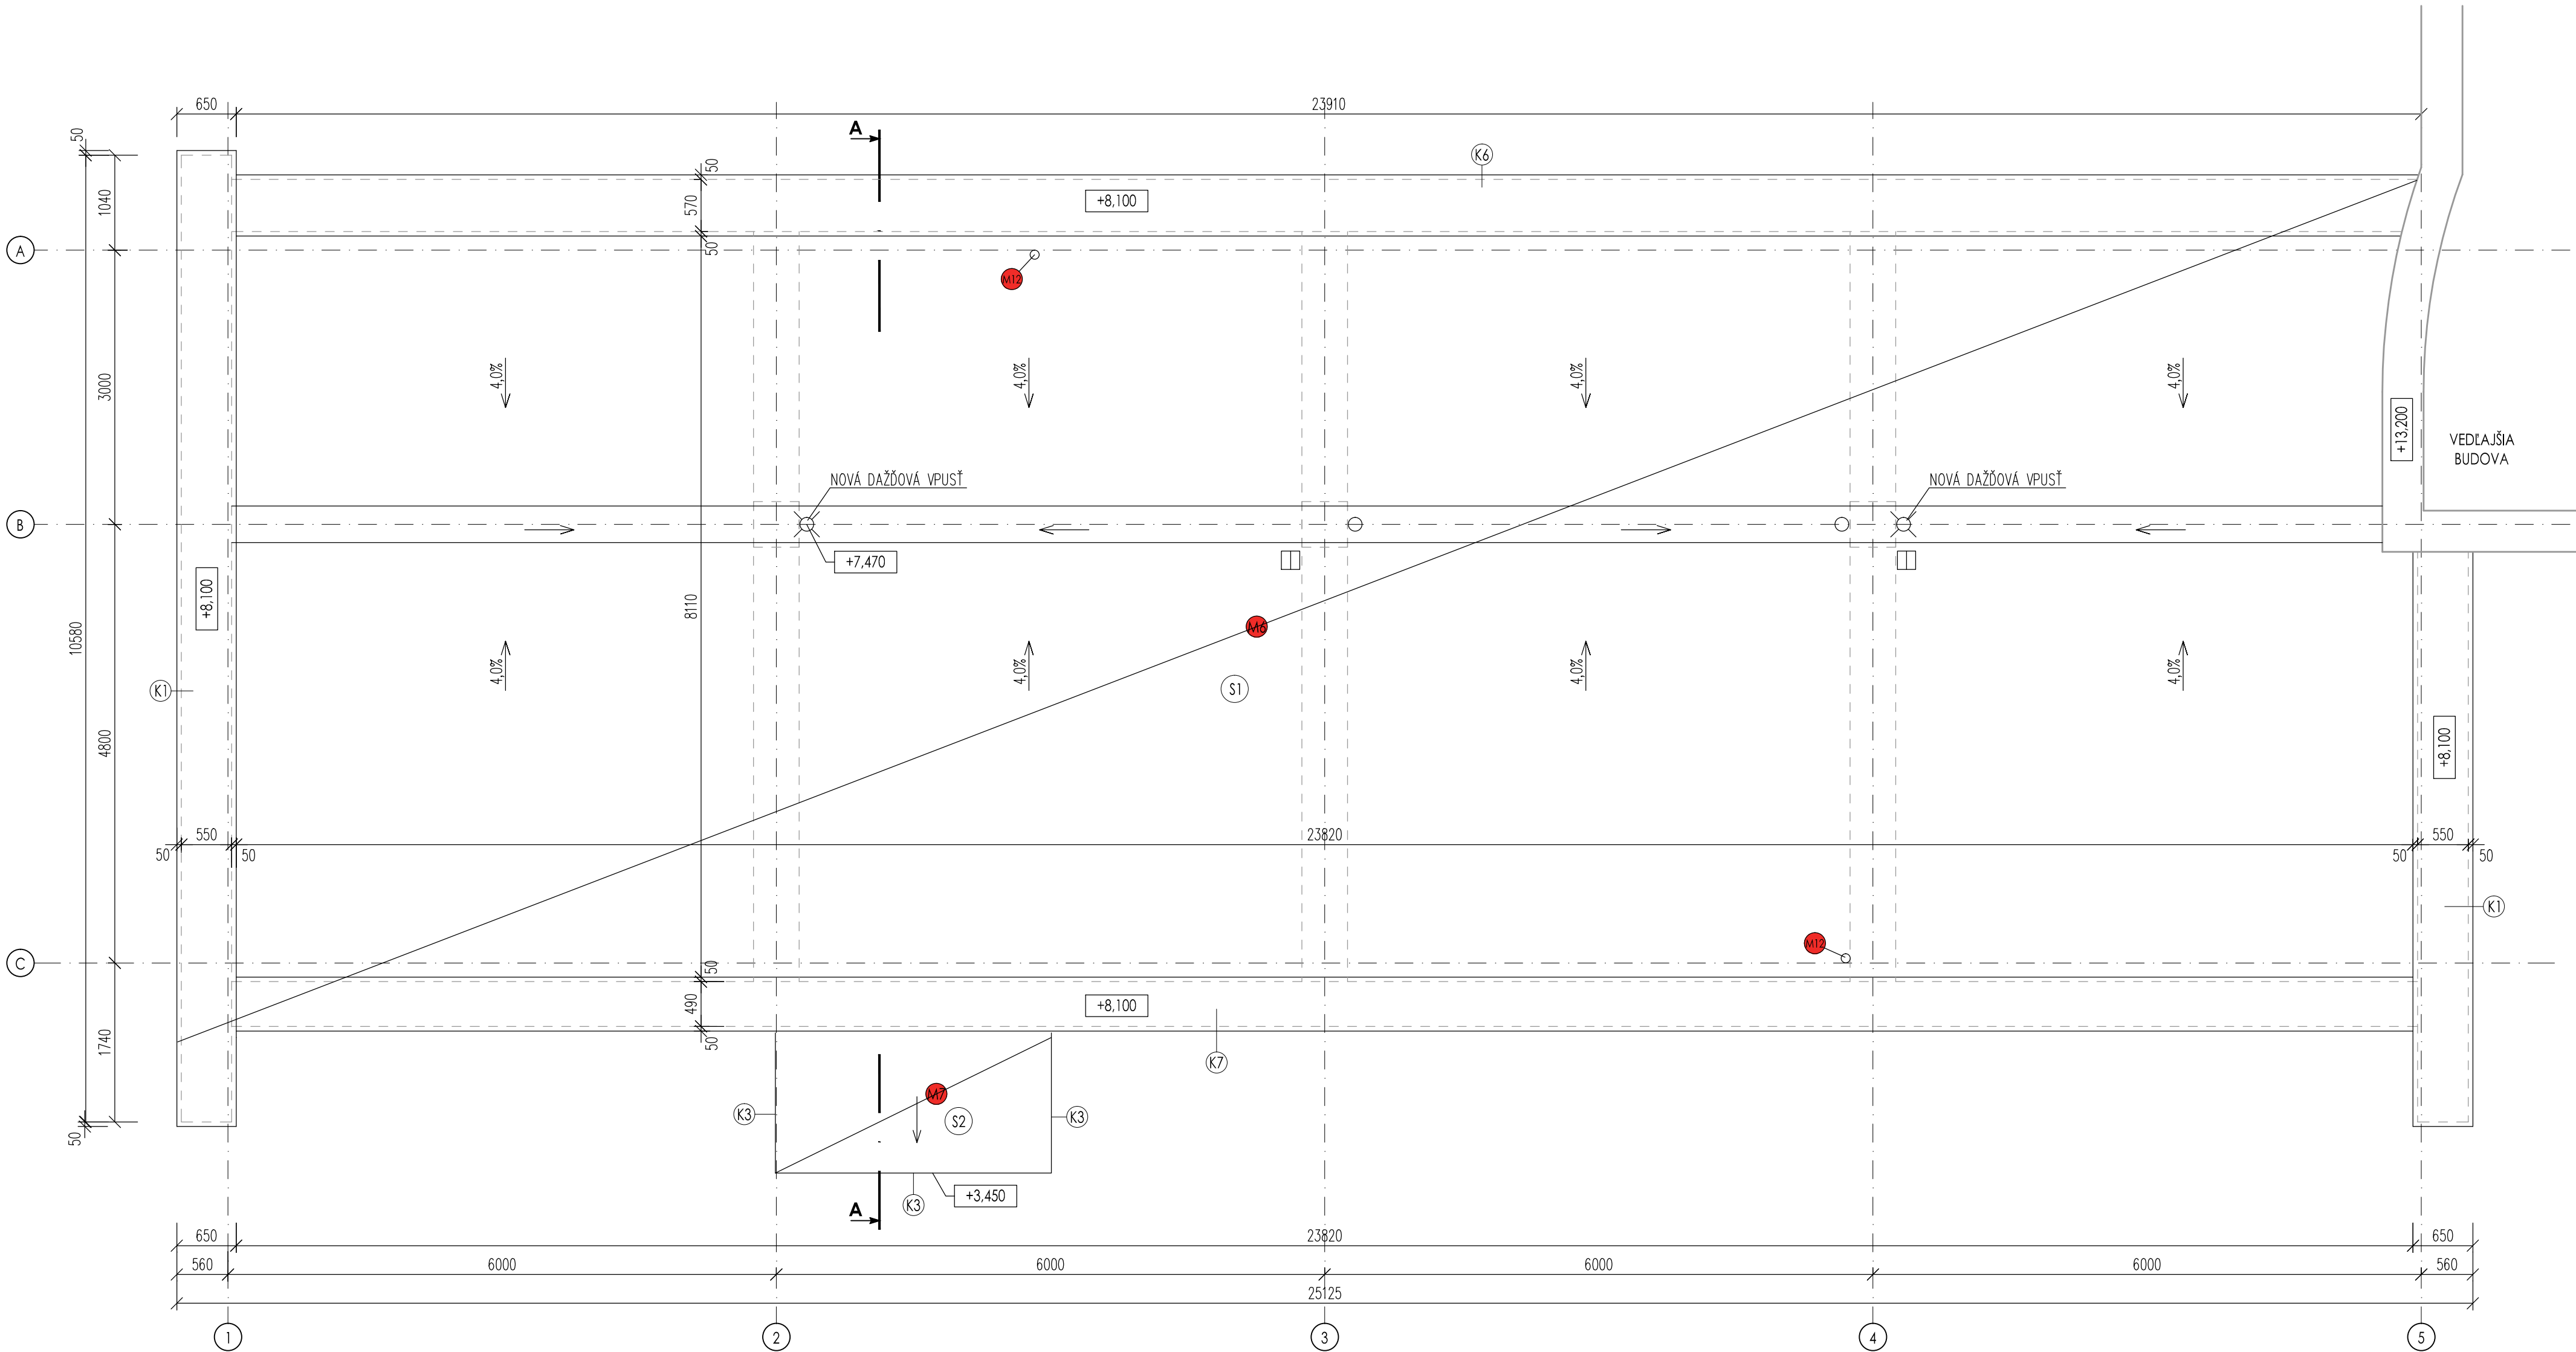 650
23910
50
A
K6
50
1040
570
+8,100
50
A
M12
3000
4,0%
4,0%
4,0%
4,0%
+13,200
VEDĽAJŠIA
BUDOVA
NOVÁ DAŽĎOVÁ VPUSŤ
NOVÁ DAŽĎOVÁ VPUSŤ
B
+7,470
+8,100
8110
10580
M6
4,0%
4,0%
4,0%
4,0%
K1
S1
4800
+8,100
550
23820
550
50
50
50
50
K1
M12
C
50
490
+8,100
1740
50
K7
M7
K3
S2
K3
50
+3,450
K3
A
650
23820
650
560
6000
6000
6000
6000
560
25125
1
2
3
4
5